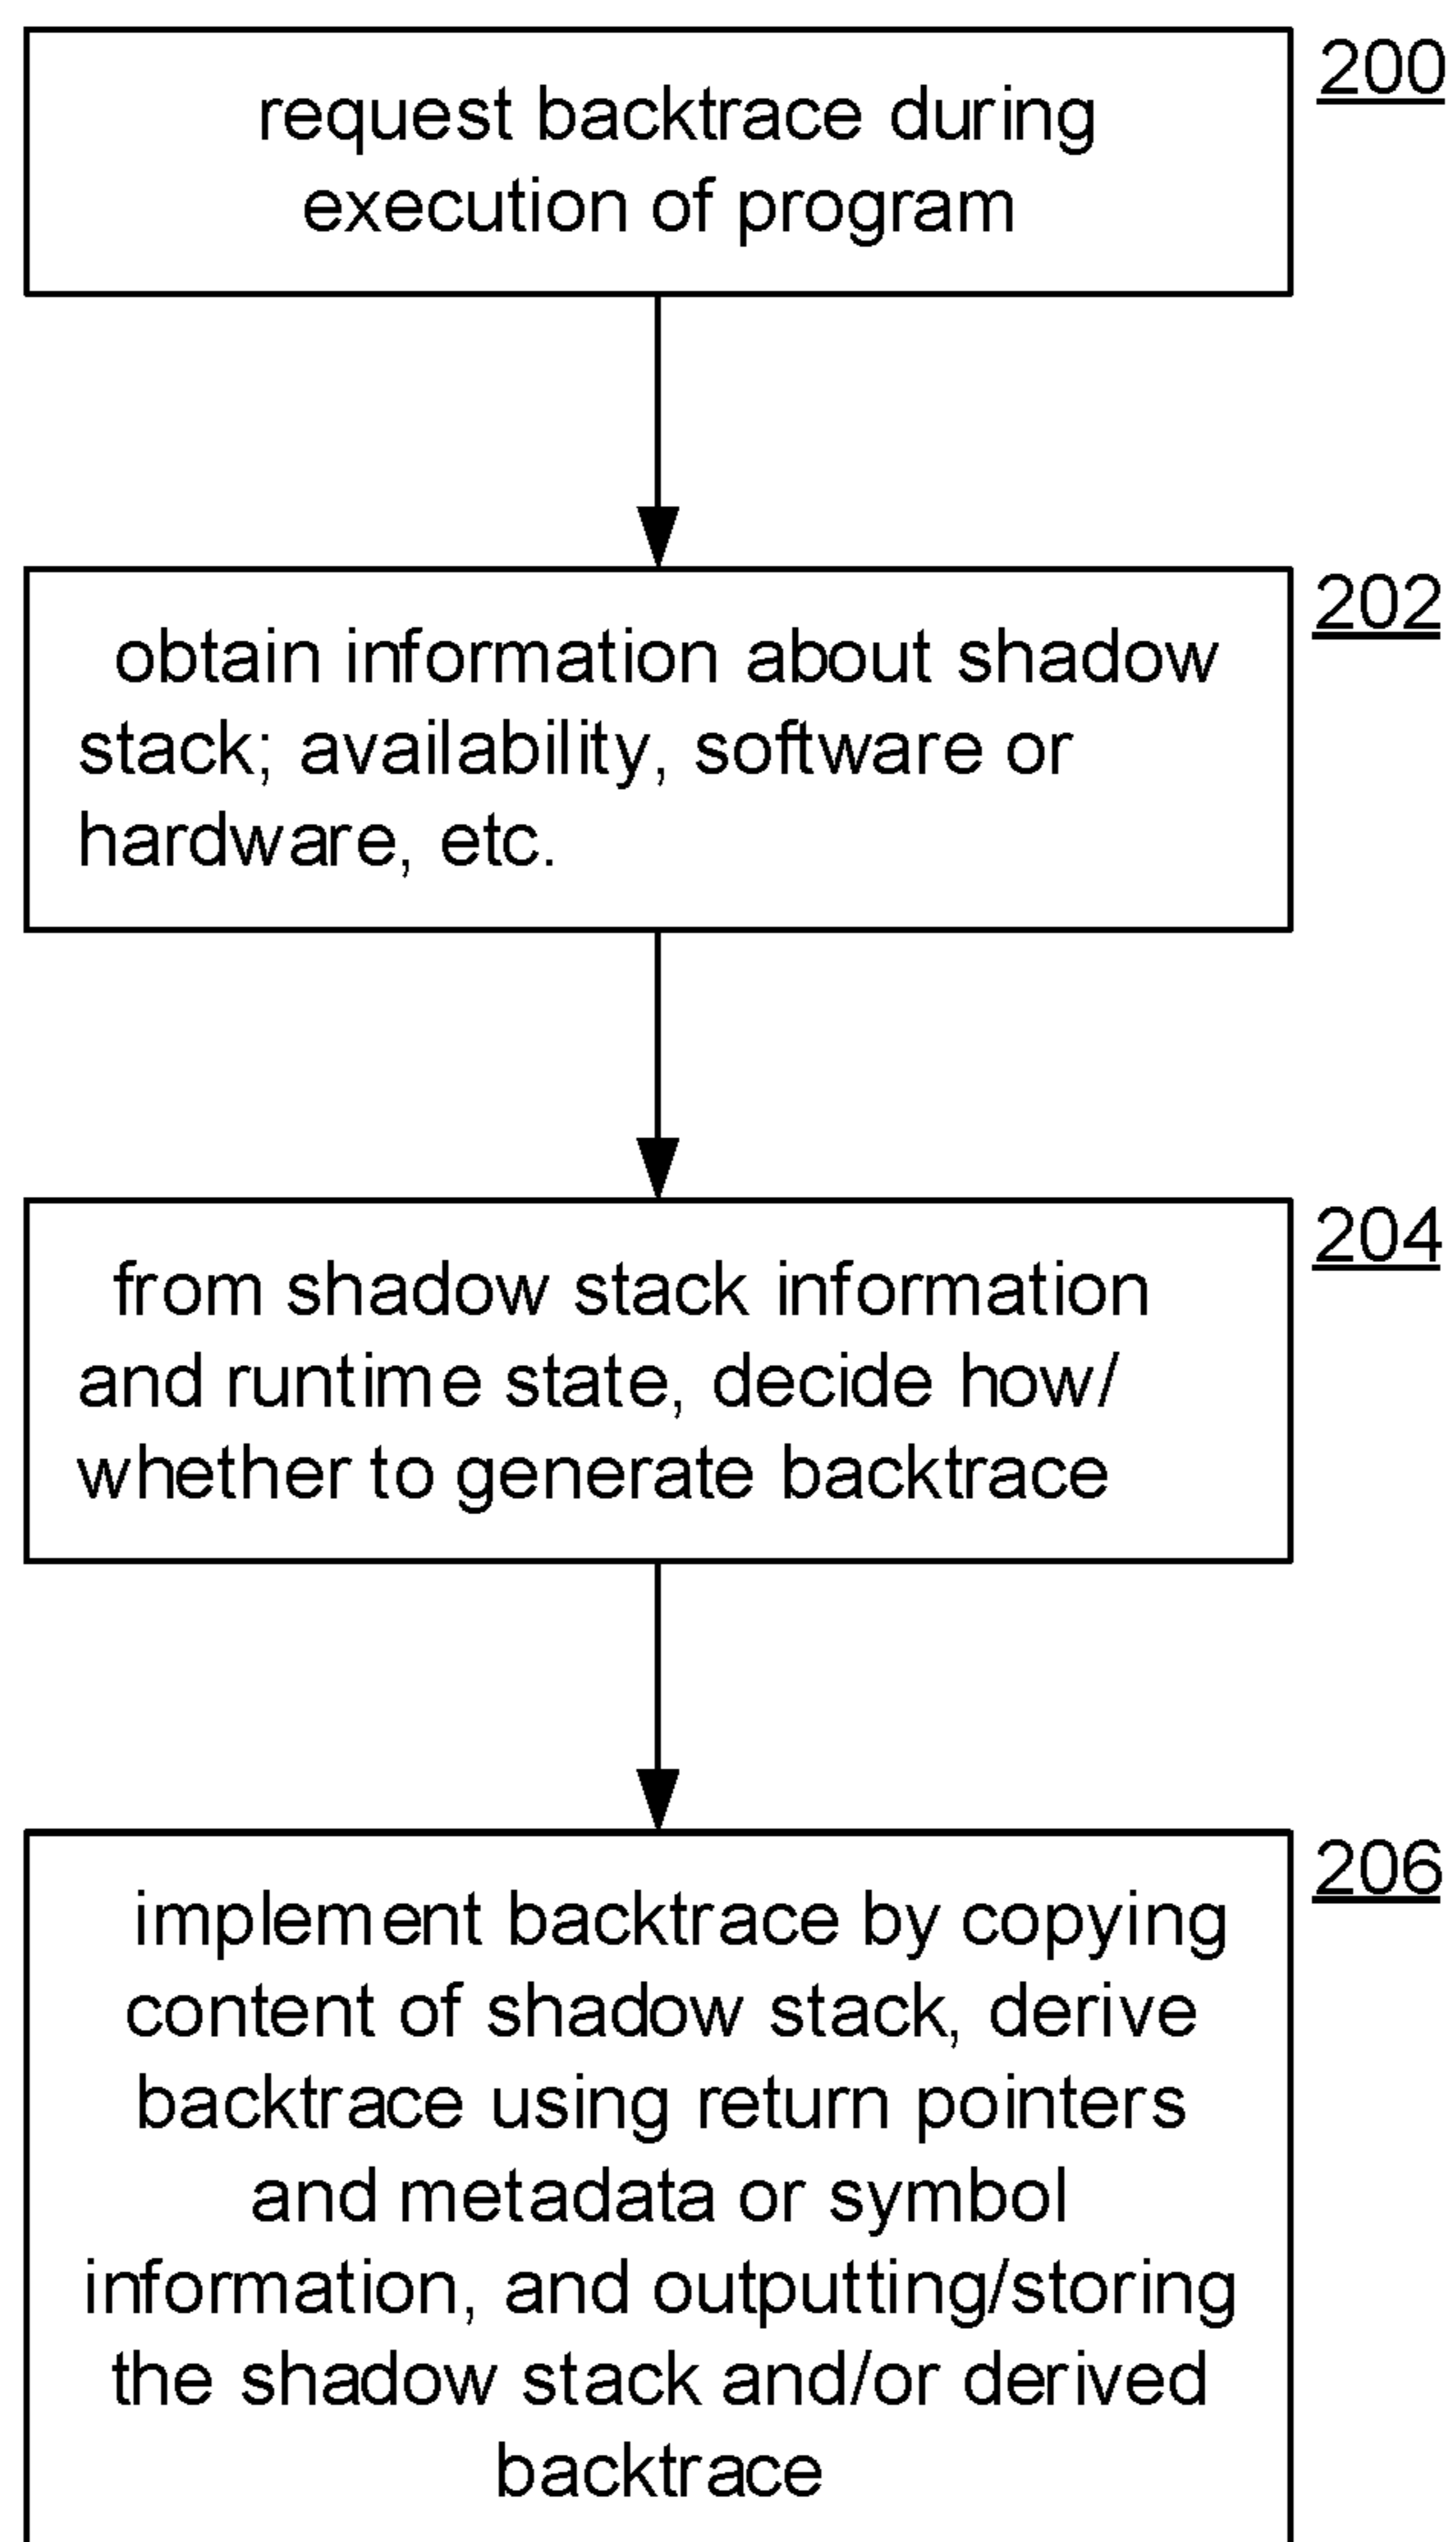 request backtrace during
execution of program
200
obtain information about shadow
stack; availability, software or
hardware, etc.
202
from shadow stack information
and runtime state, decide how/
whether to generate backtrace
204
implement backtrace by copying
content of shadow stack, derive
backtrace using return pointers
and metadata or symbol
information, and outputting/storing
the shadow stack and/or derived
backtrace
206